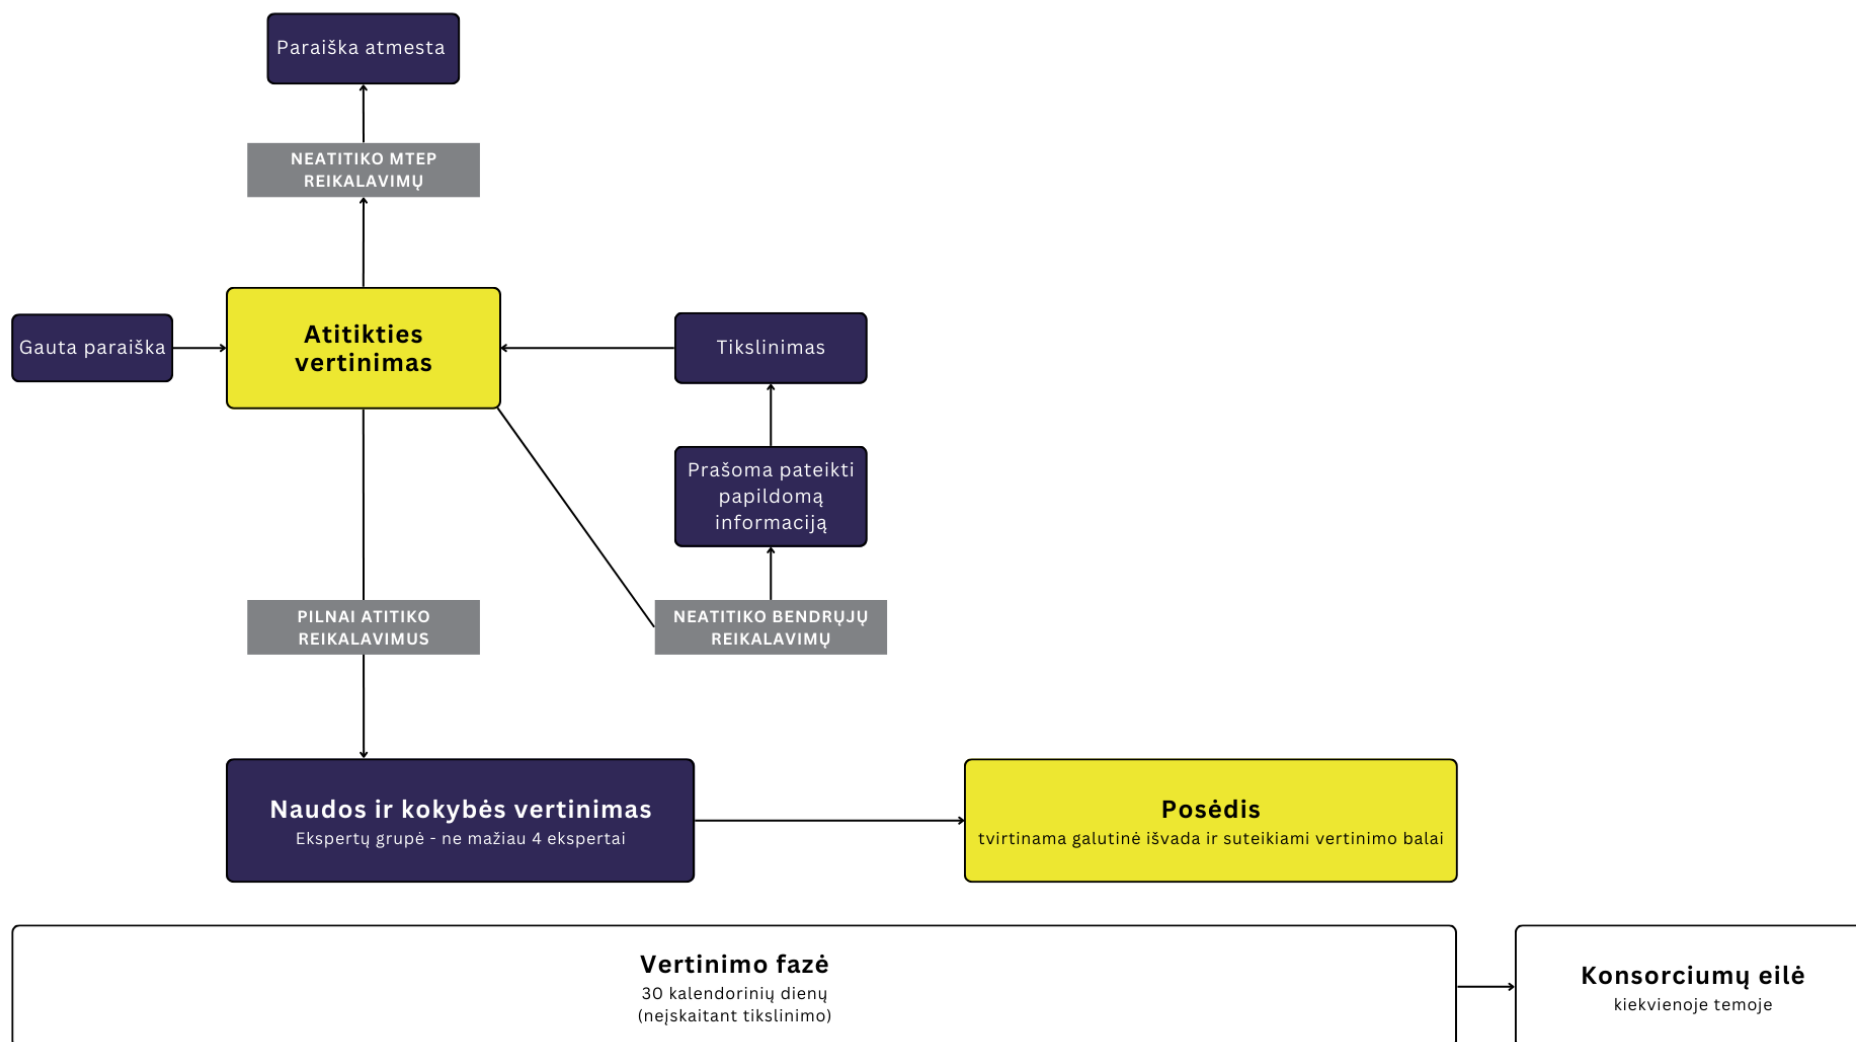 Paraiška atmesta
NEATITIKO MTEP
REIKALAVIMŲ
Gauta paraiška
Atitikties
vertinimas
Tikslinimas
Prašoma pateikti
papildomą
informaciją
PILNAI ATITIKO
REIKALAVIMUS
NEATITIKO BENDRŲJŲ
REIKALAVIMŲ
Naudos ir kokybės vertinimas
Ekspertų grupė - ne mažiau 4 ekspertai
Posėdis
tvirtinama galutinė išvada ir suteikiami vertinimo balai
Vertinimo fazė
30 kalendorinių dienų
(neįskaitant tikslinimo)
Konsorciumų eilė
kiekvienoje temoje